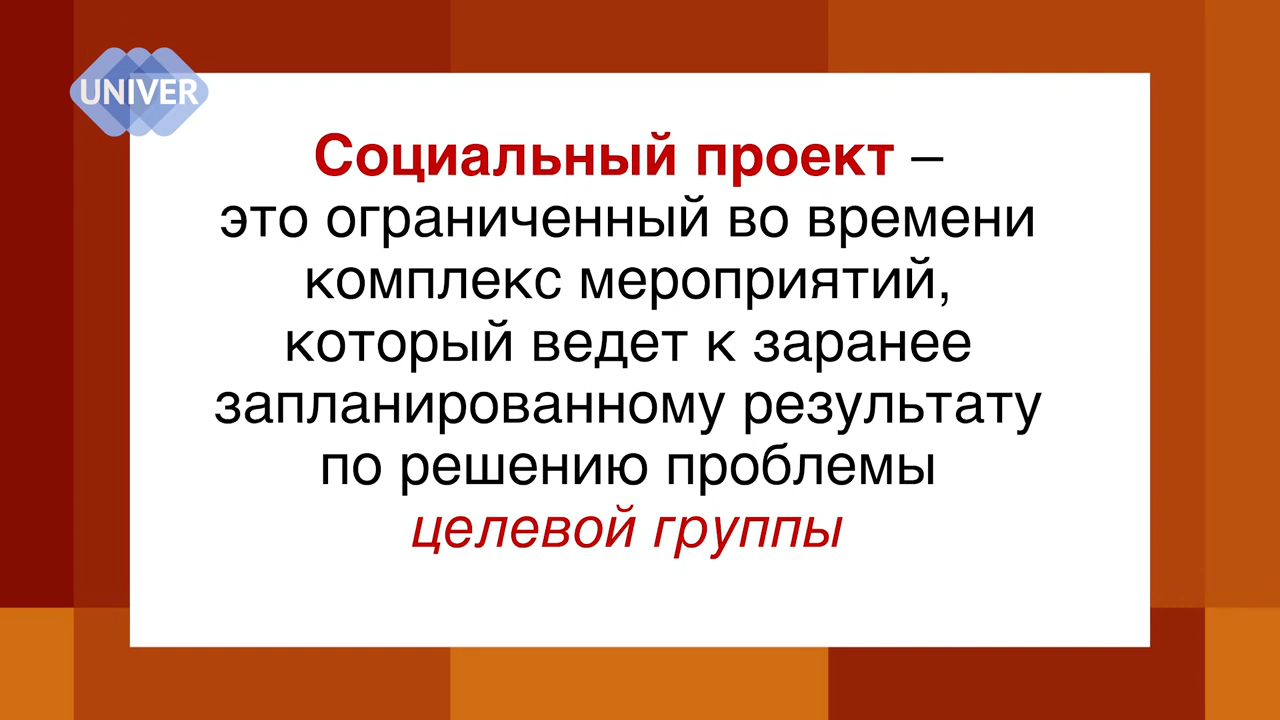 UNIVER
Социальный проект –
это ограниченный во времени
комплекс мероприятий,
который ведет к заранее
запланированному результату
по решению проблемы
целевой группы